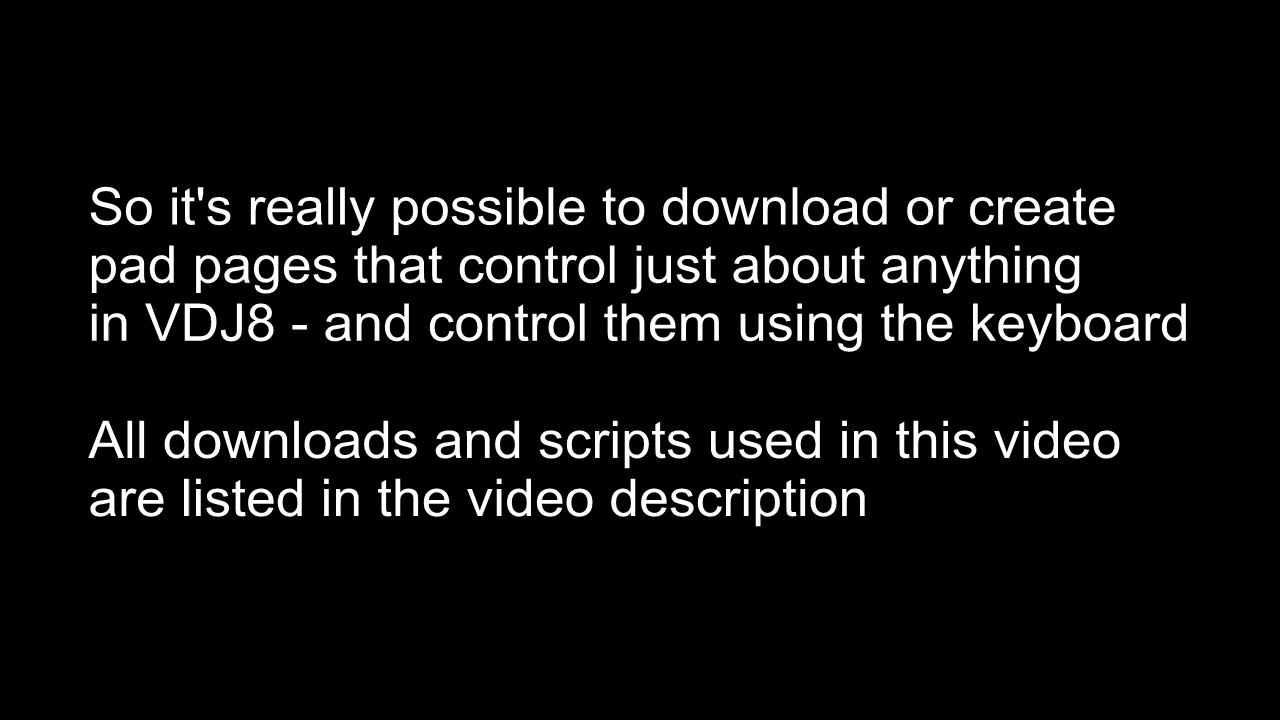 So it's really possible to download or create
pad pages that control just about anything
in VDJ8 - and control them using the keyboard
All downloads and scripts used in this video
are listed in the video description